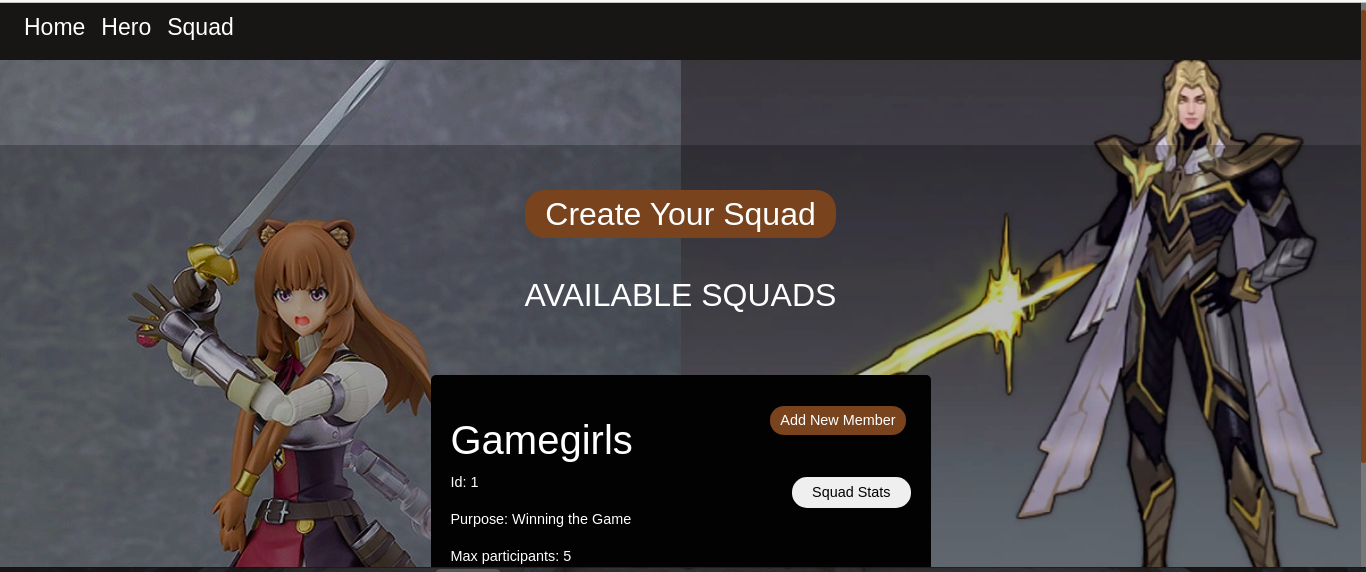 Home Hero Squad
Create Your Squad
AVAILABLE SQUADS
Add New Member
Gamegirls
Id: 1
Squad Stats
Purpose: Winning the Game
Max participants: 5